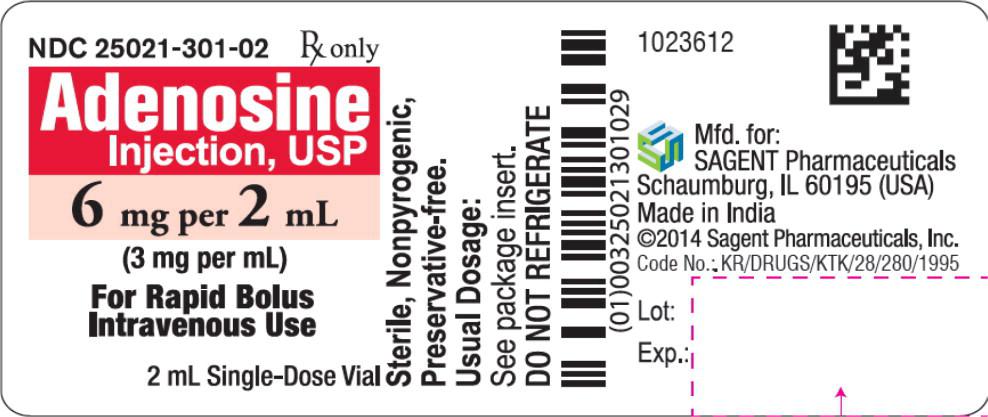 NDC 25021-301-02 ℞ only
Adenosine
Injection, USP
6 mg per 2 mL
(3 mg per mL)
For Rapid Bolus
Intravenous Use
2 mL Single-Dose Vial
Sterile, Nonpyrogenic,
Preservative-free.
Usual Dosage:
See package insert.
DO NOT REFRIGERATE
(01)00325021301029
1023612
Mfd. for:
SAGENT Pharmaceuticals
Schaumburg, IL 60195 (USA)
Made in India
©2014 Sagent Pharmaceuticals, Inc.
Code No.: KR/DRUGS/KTK/28/280/1995
Lot:
Exp.: